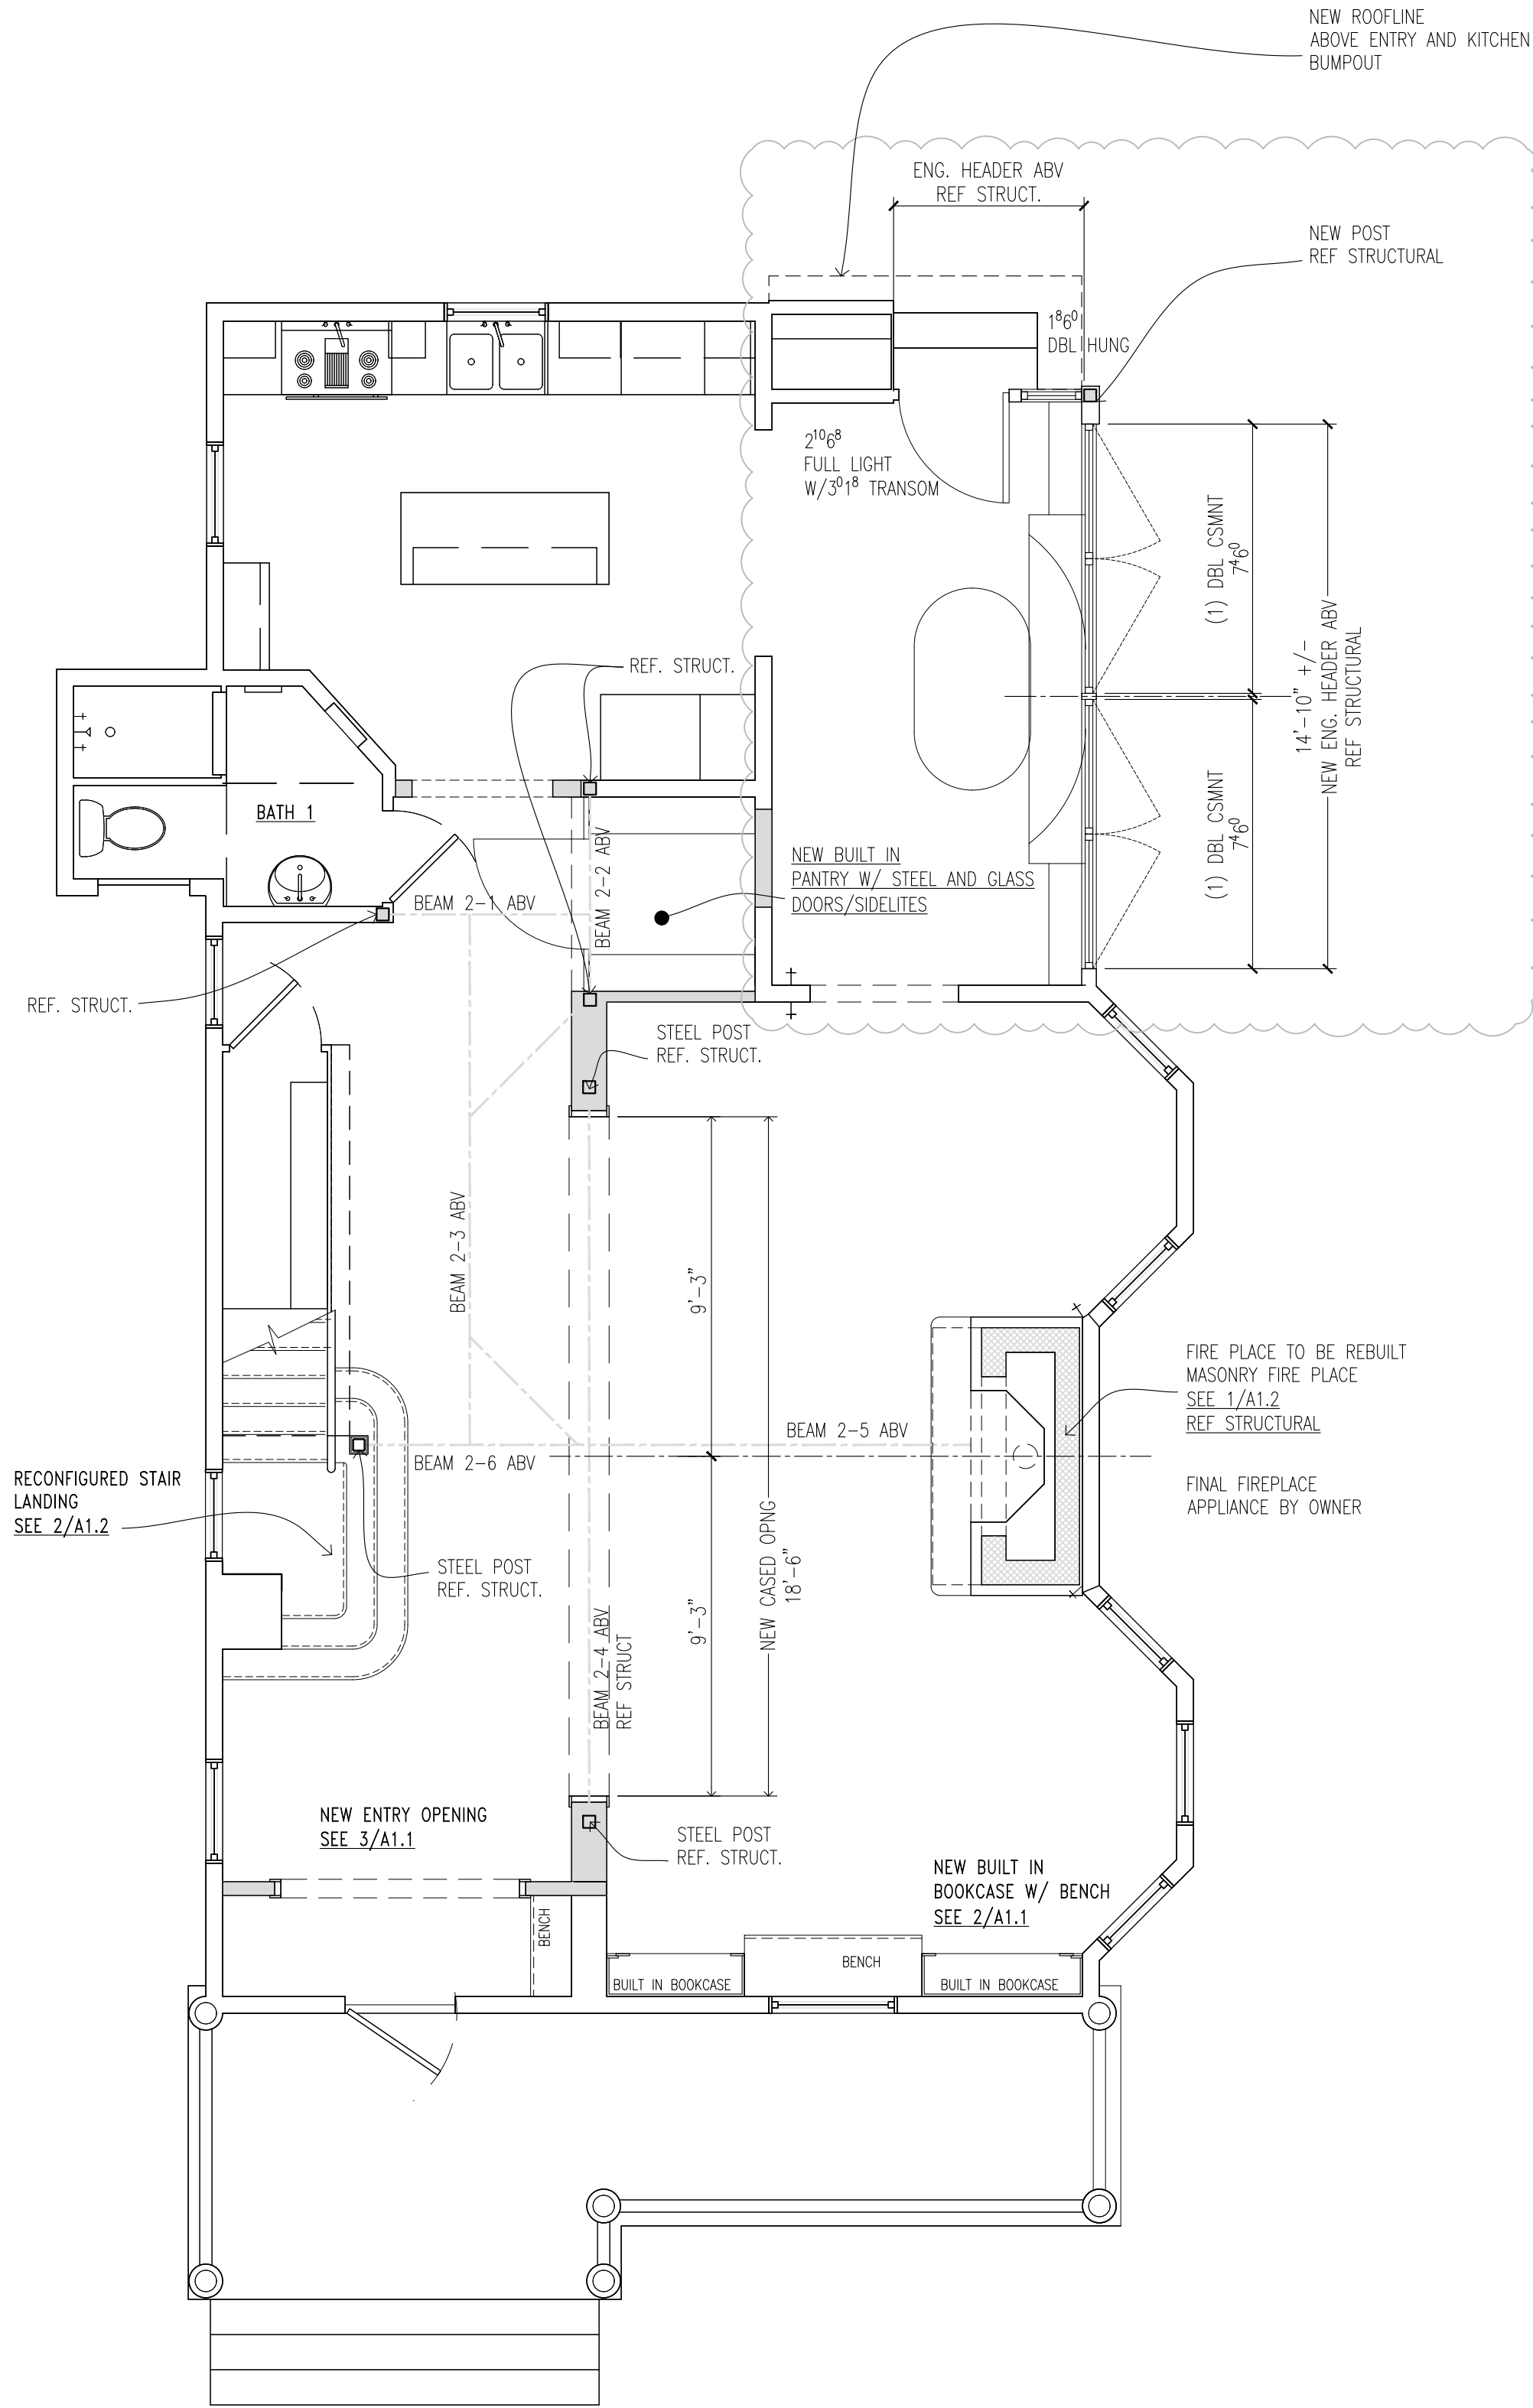 NEW ROOFLINE
ABOVE ENTRY AND KITCHEN
BUMPOUT
ENG. HEADER ABV
REF STRUCT.
NEW POST
REF STRUCTURAL
1⁸6⁰
DBL HUNG
2¹⁰6⁸
FULL LIGHT
W/3⁰1⁸ TRANSOM
(1) DBL CSMNT
7⁴6⁰
14'-10" +/-
NEW ENG. HEADER ABV
REF STRUCTURAL
(1) DBL CSMNT
7⁴6⁰
REF. STRUCT.
BATH 1
BEAM 2-1 ABV
BEAM 2-2 ABV
NEW BUILT IN
PANTRY W/ STEEL AND GLASS
DOORS/SIDELITES
REF. STRUCT.
STEEL POST
REF. STRUCT.
BEAM 2-3 ABV
9'-3"
FIRE PLACE TO BE REBUILT
MASONRY FIRE PLACE
SEE 1/A1.2
REF STRUCTURAL
BEAM 2-5 ABV
BEAM 2-6 ABV
RECONFIGURED STAIR
LANDING
SEE 2/A1.2
FINAL FIREPLACE
APPLIANCE BY OWNER
NEW CASED OPNG
18'-6"
STEEL POST
REF. STRUCT.
9'-3"
BEAM 2-4 ABV
REF STRUCT
NEW ENTRY OPENING
SEE 3/A1.1
STEEL POST
REF. STRUCT.
NEW BUILT IN
BOOKCASE W/ BENCH
SEE 2/A1.1
BENCH
BENCH
BUILT IN BOOKCASE
BUILT IN BOOKCASE